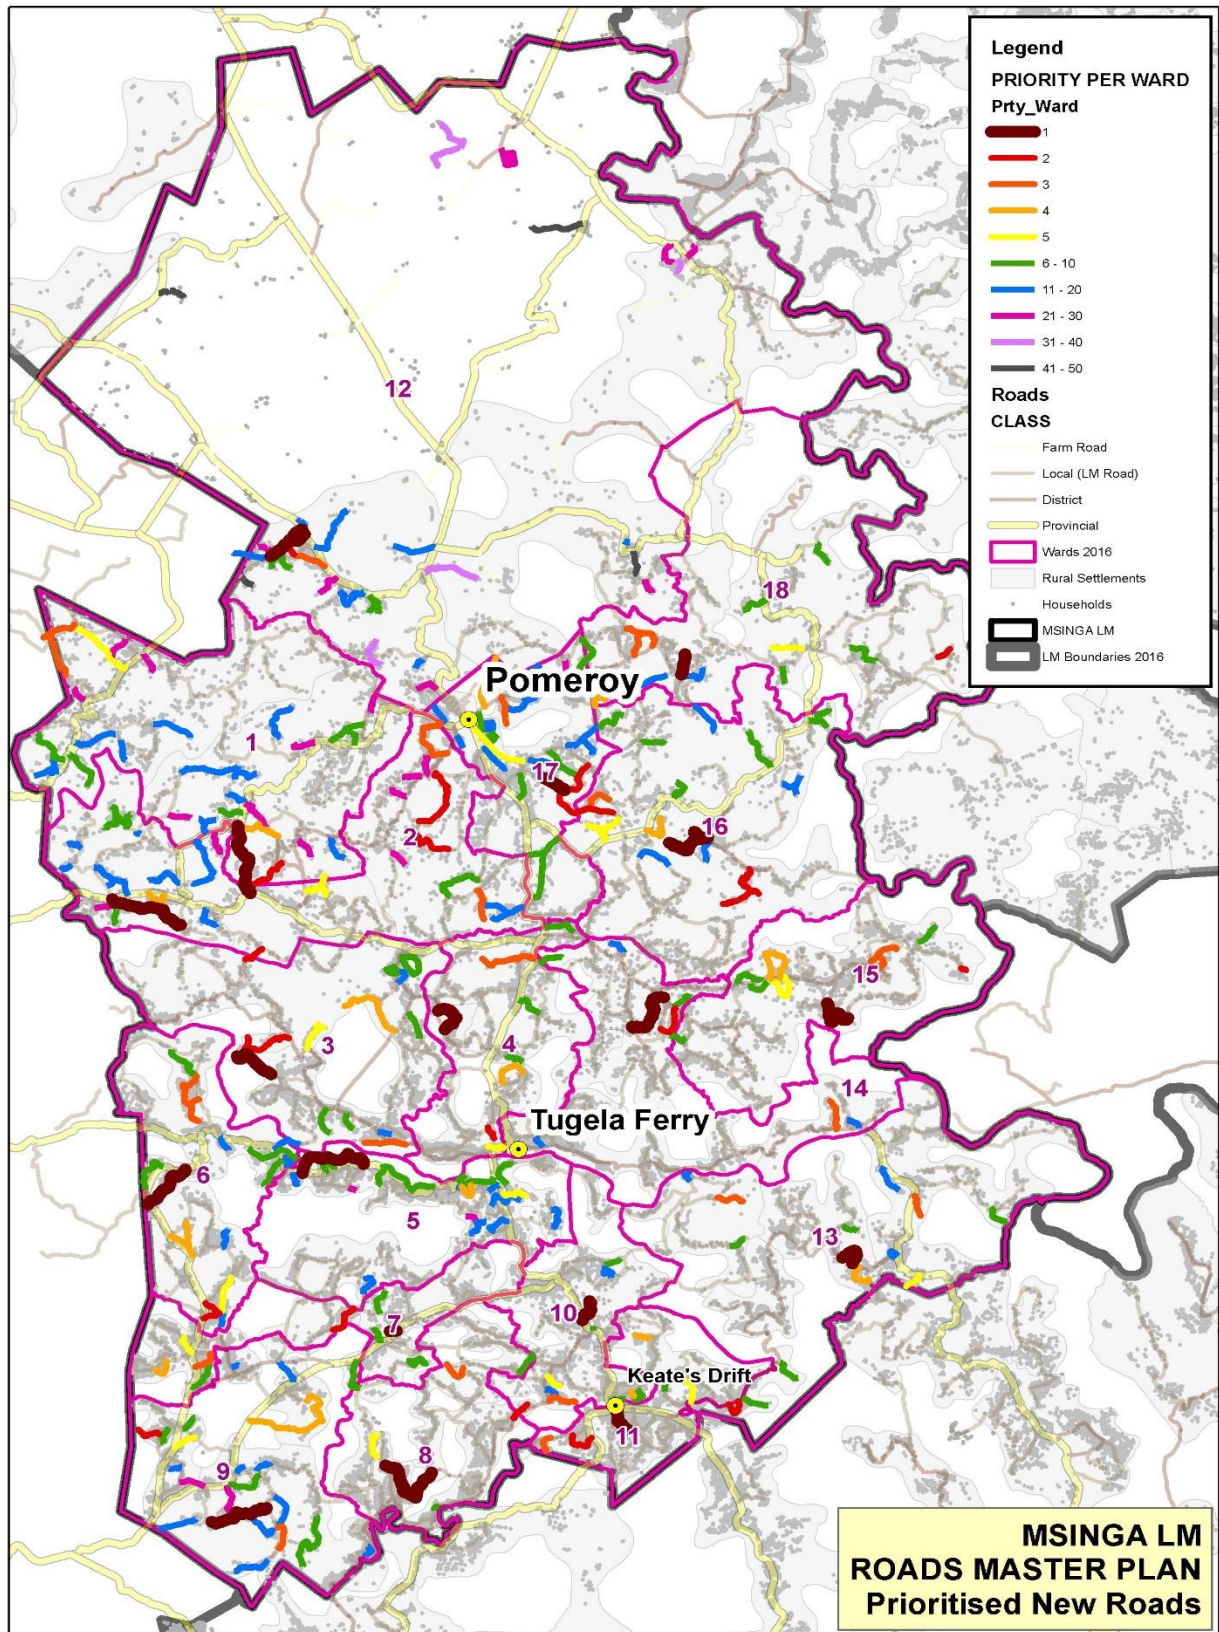 Legend
PRIORITY PER WARD
Prty_Ward
1
2
3
4
5
6 - 10
11 - 20
21 - 30
31 - 40
41 - 50
Roads
CLASS
Farm Road
Local (LM Road)
District
Provincial
Wards 2016
Rural Settlements
Households
MSINGA LM
LM Boundaries 2016
12
18
Pomeroy
1
17
2
16
15
3
4
14
Tugela Ferry
6
5
13
10
7
Keate's Drift
11
8
9
MSINGA LM
ROADS MASTER PLAN
Prioritised New Roads